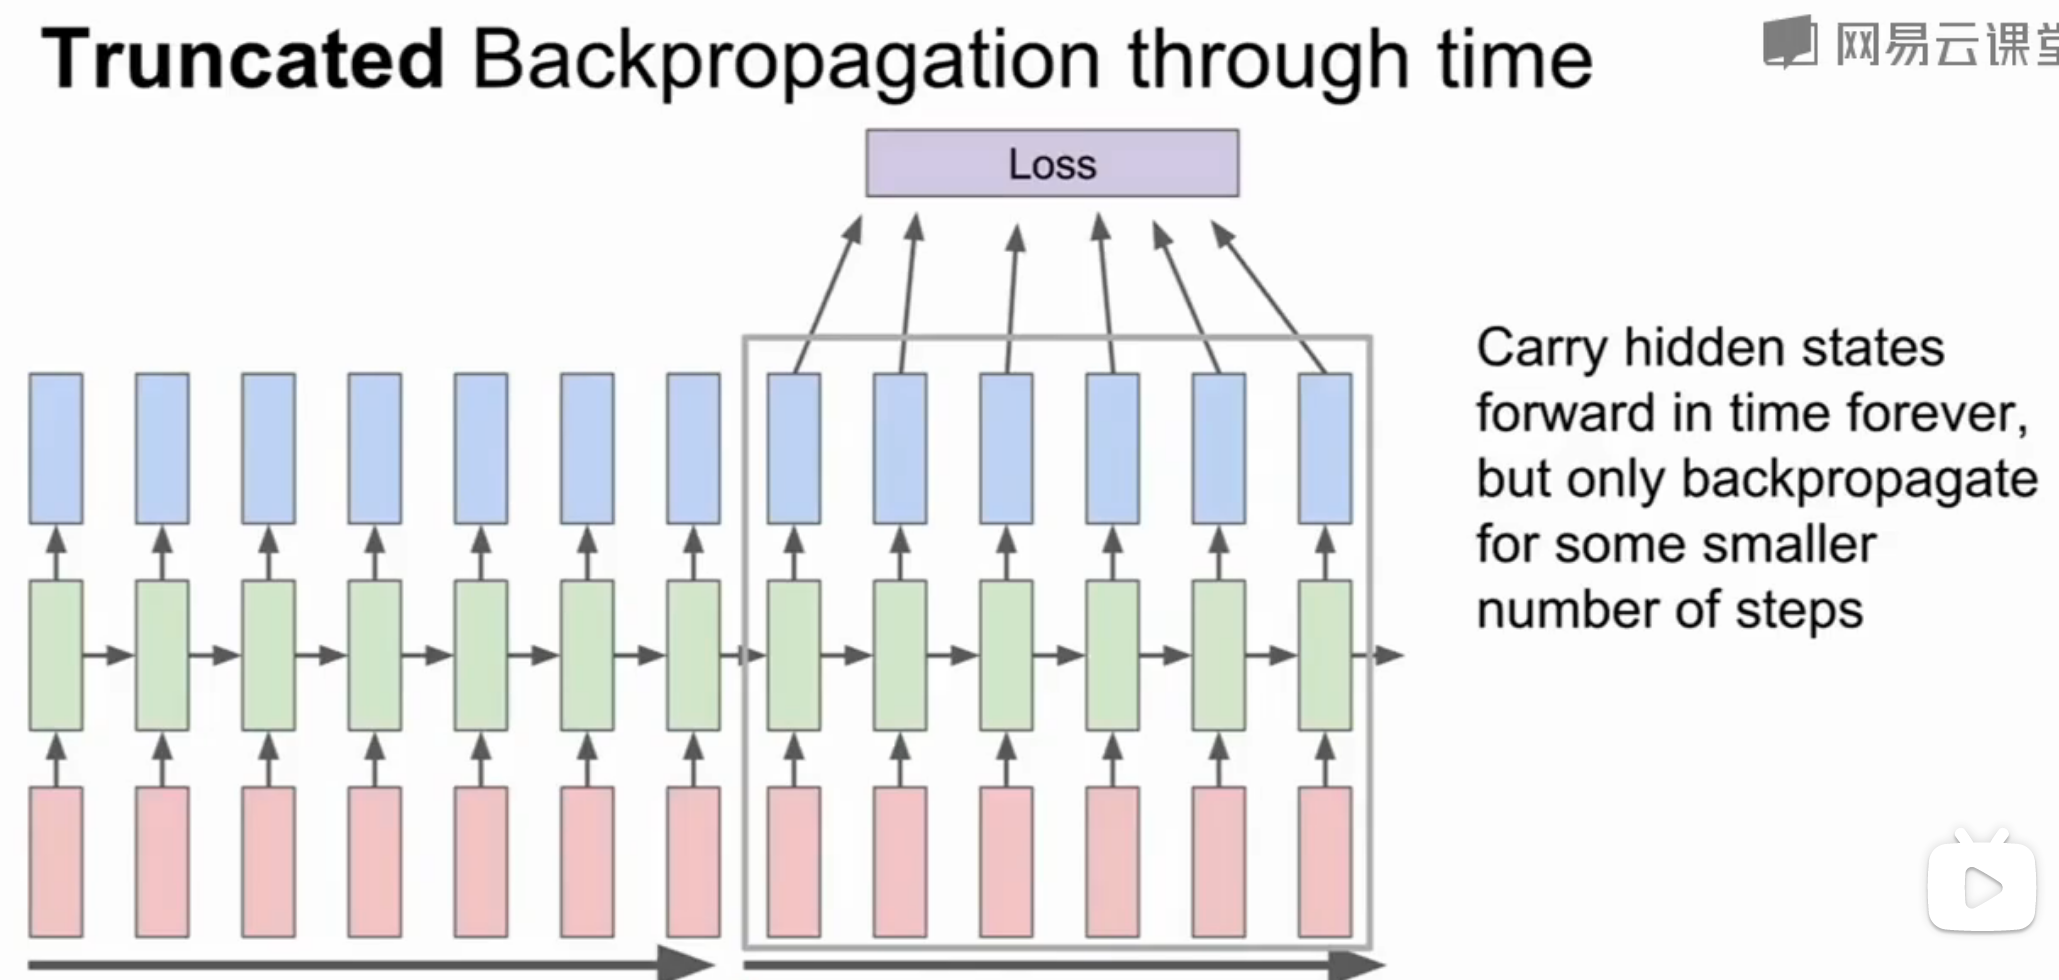 Truncated Backpropagation through time
网易云课堂
Loss
Carry hidden states
forward in time forever,
but only backpropagate
for some smaller
number of steps